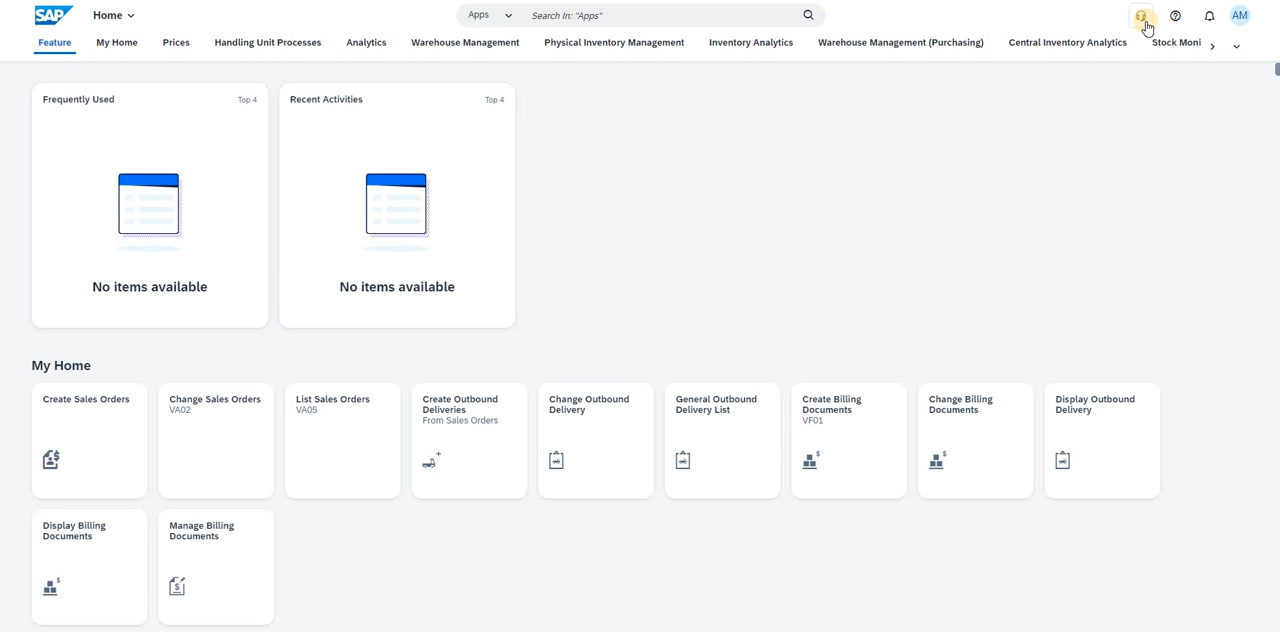 SAP Home Apps Search In: "Apps" AM
Feature My Home Prices Handling Unit Processes Analytics Warehouse Management Physical Inventory Management Inventory Analytics Warehouse Management (Purchasing) Central Inventory Analytics Stock Moni
Frequently Used Top 4
No items available
Recent Activities Top 4
No items available
My Home
Create Sales Orders
Change Sales Orders
VA02
List Sales Orders
VA05
Create Outbound
Deliveries
From Sales Orders
Change Outbound
Delivery
General Outbound
Delivery List
Create Billing
Documents
VF01
Change Billing
Documents
Display Outbound
Delivery
Display Billing
Documents
Manage Billing
Documents